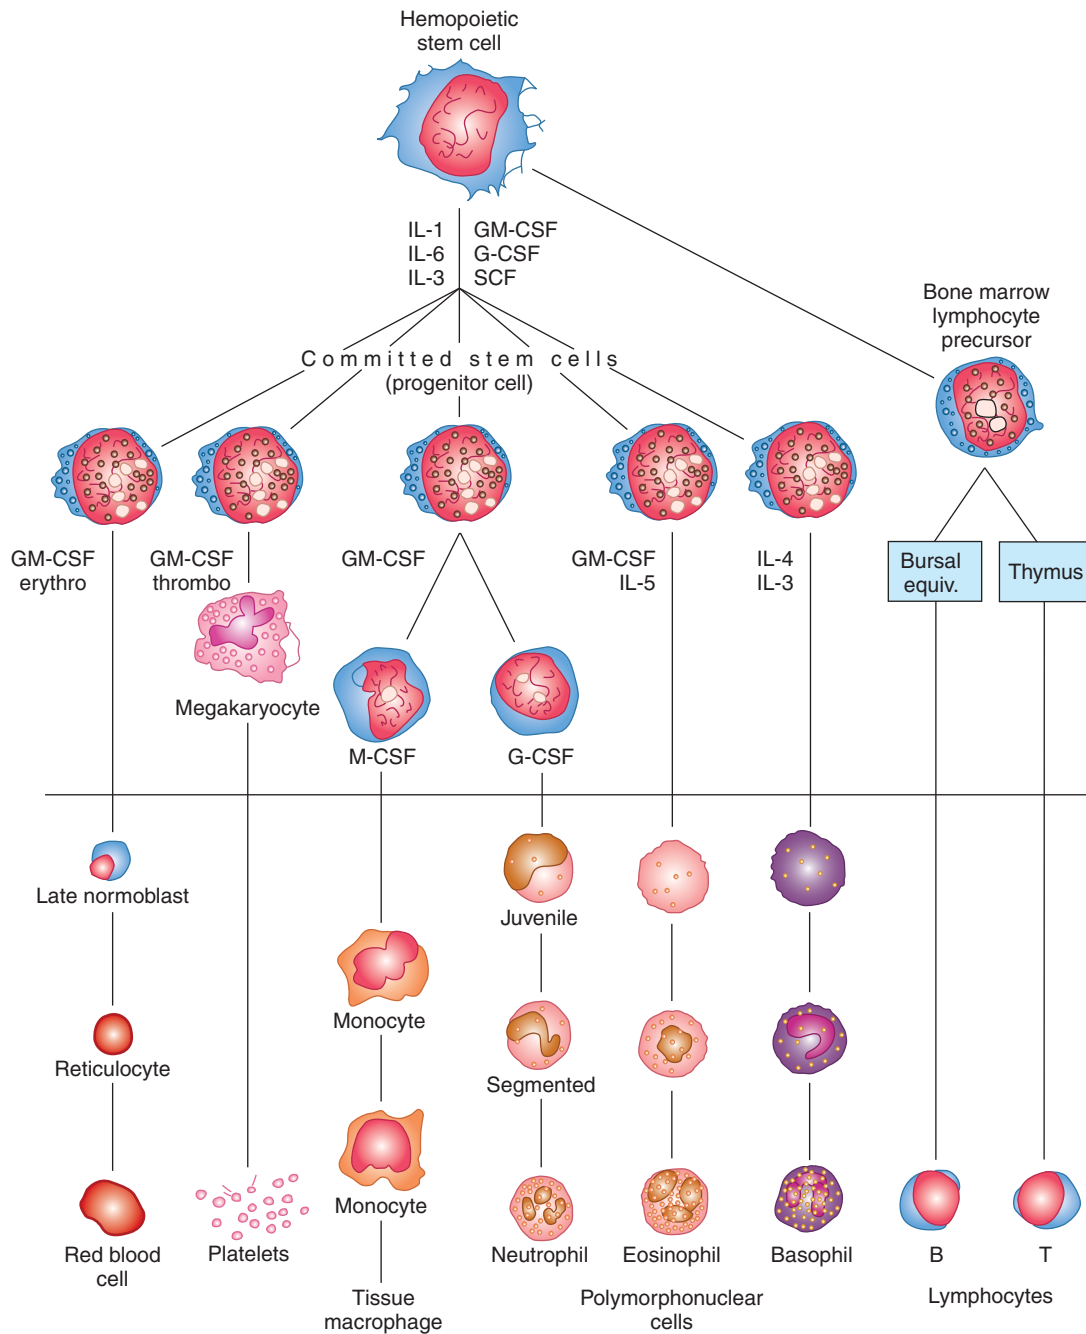 Hemopoietic
stem cell
IL-1 GM-CSF
IL-6 G-CSF
IL-3 SCF
Bone marrow
lymphocyte
precursor
Committed stem cells
(progenitor cell)
GM-CSF
erythro
GM-CSF
thrombo
GM-CSF
GM-CSF
IL-5
IL-4
IL-3
Bursal
equiv.
Thymus
Megakaryocyte
M-CSF
G-CSF
Late normoblast
Juvenile
Monocyte
Reticulocyte
Segmented
Monocyte
Red blood
cell
Platelets
Neutrophil
Eosinophil
Basophil
B
T
Tissue
macrophage
Polymorphonuclear
cells
Lymphocytes